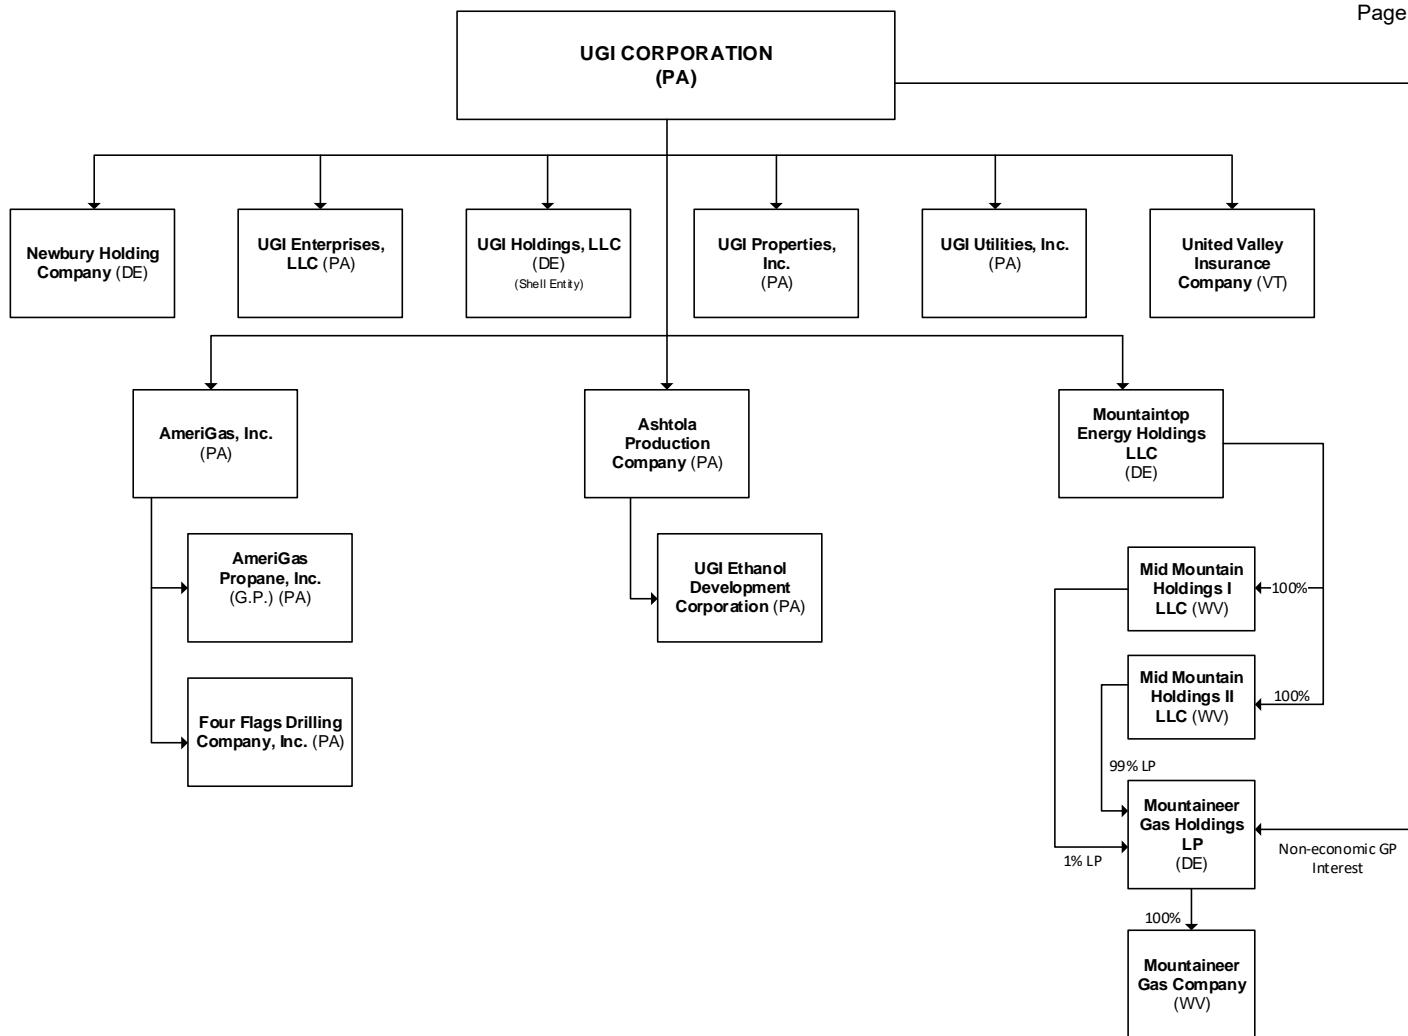 Page
UGI CORPORATION
(PA)
Newbury Holding
Company (DE)
UGI Enterprises,
LLC (PA)
UGI Holdings, LLC
(DE)
(Shell Entity)
UGI Properties,
Inc.
(PA)
UGI Utilities, Inc.
(PA)
United Valley
Insurance
Company (VT)
AmeriGas, Inc.
(PA)
Ashtola
Production
Company (PA)
Mountaintop
Energy Holdings
LLC
(DE)
AmeriGas
Propane, Inc.
(G.P.) (PA)
UGI Ethanol
Development
Corporation (PA)
Mid Mountain
Holdings I
LLC (WV)
100%
Four Flags Drilling
Company, Inc. (PA)
Mid Mountain
Holdings II
LLC (WV)
100%
99% LP
1% LP
Mountaineer
Gas Holdings
LP
(DE)
Non-economic GP
Interest
100%
Mountaineer
Gas Company
(WV)